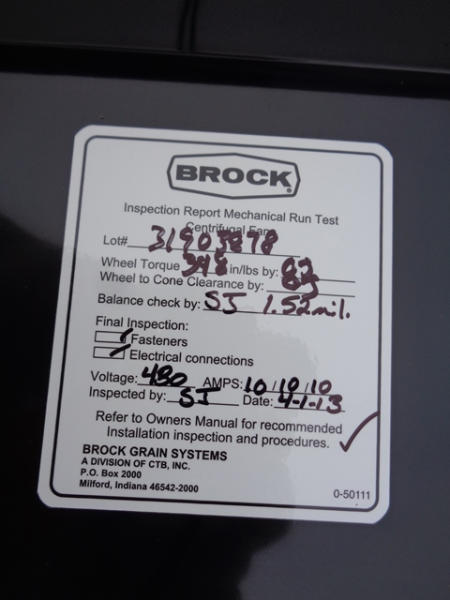 BROCK
Inspection Report Mechanical Run Test
Centrifugal Fan
Lot# 31903878
Wheel Torque 348 in/lbs by:
Wheel to Cone Clearance by:
Balance check by: SJ 1.52 mil.
Final Inspection:
Fasteners
Electrical connections
Voltage: 480 AMPS: 10/10/10
Inspected by: SJ Date: 4-1-13
Refer to Owners Manual for recommended
Installation inspection and procedures.
BROCK GRAIN SYSTEMS
A DIVISION OF CTB, INC.
P.O. Box 2000
Milford, Indiana 46542-2000
0-50111